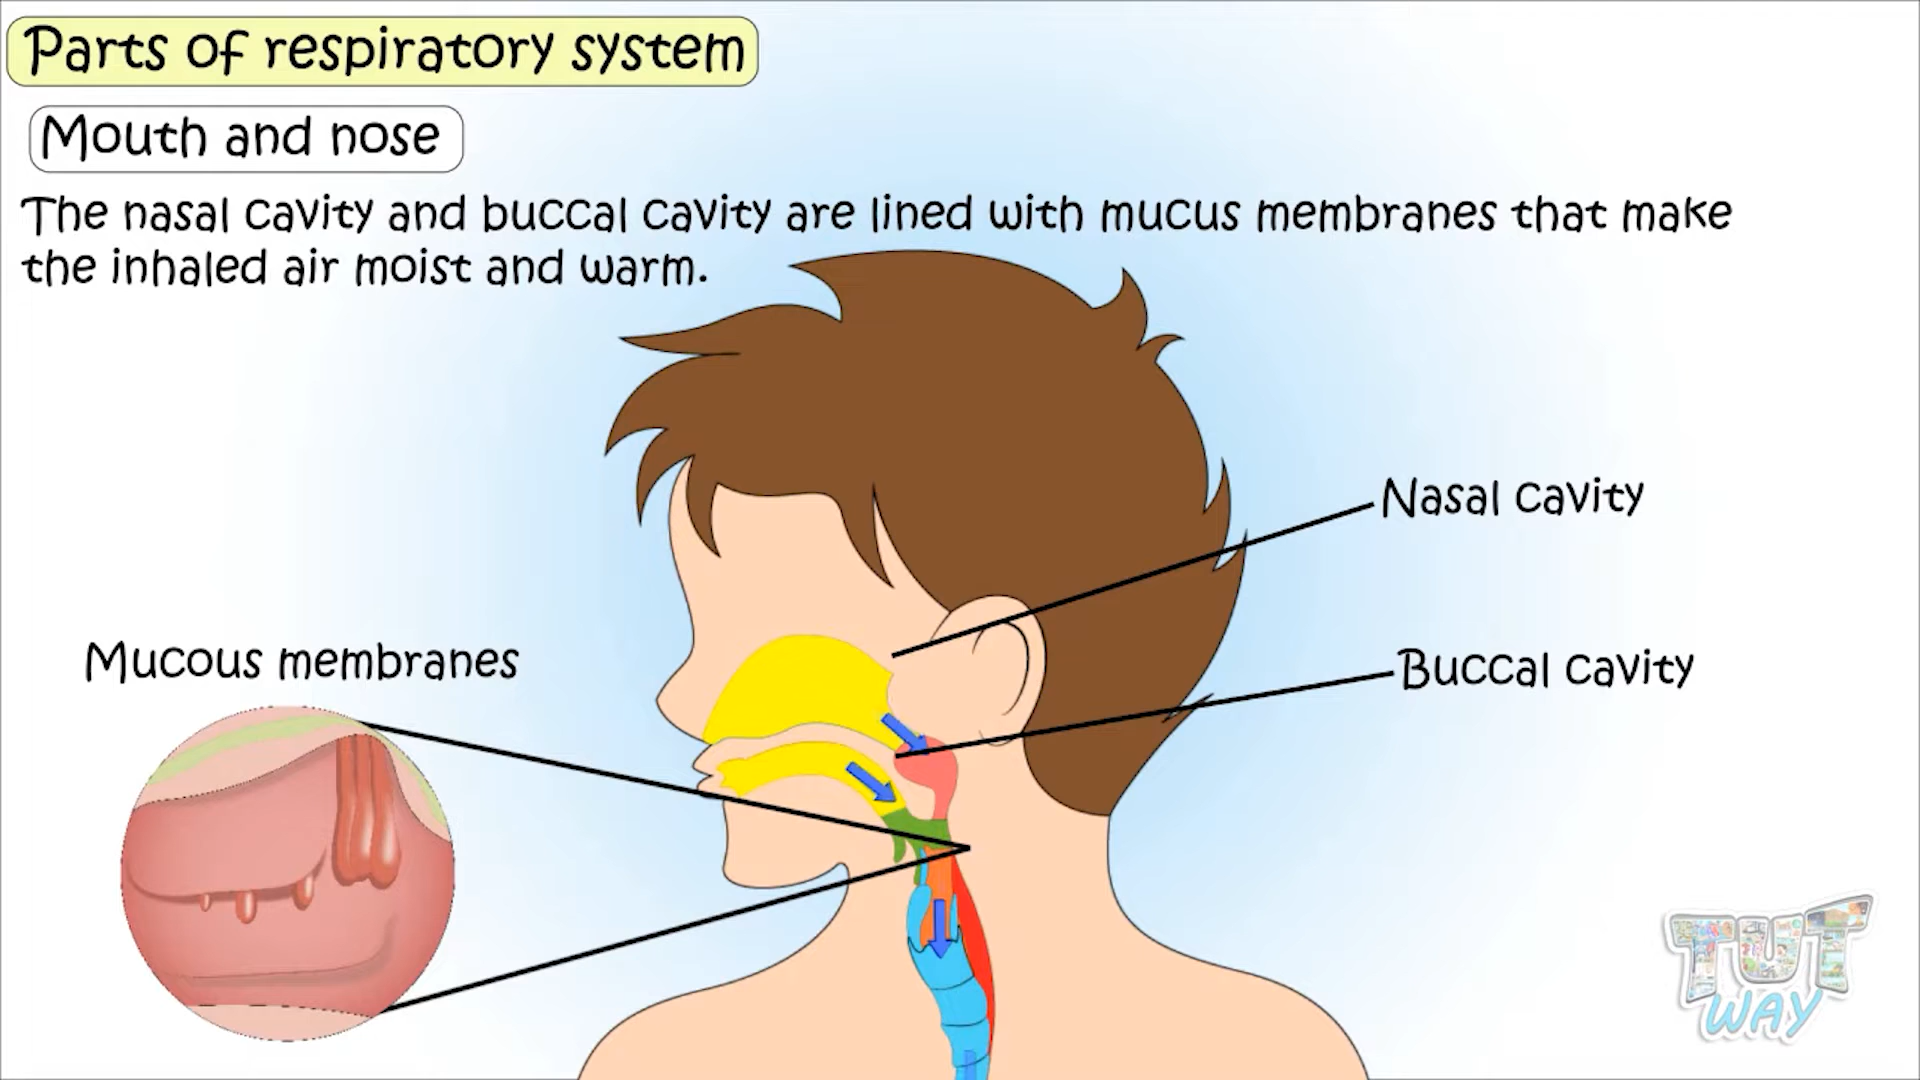 Parts of respiratory system
Mouth and nose
The nasal cavity and buccal cavity are lined with mucus membranes that make
the inhaled air moist and warm.
Nasal cavity
Buccal cavity
Mucous membranes
TUT
WAY